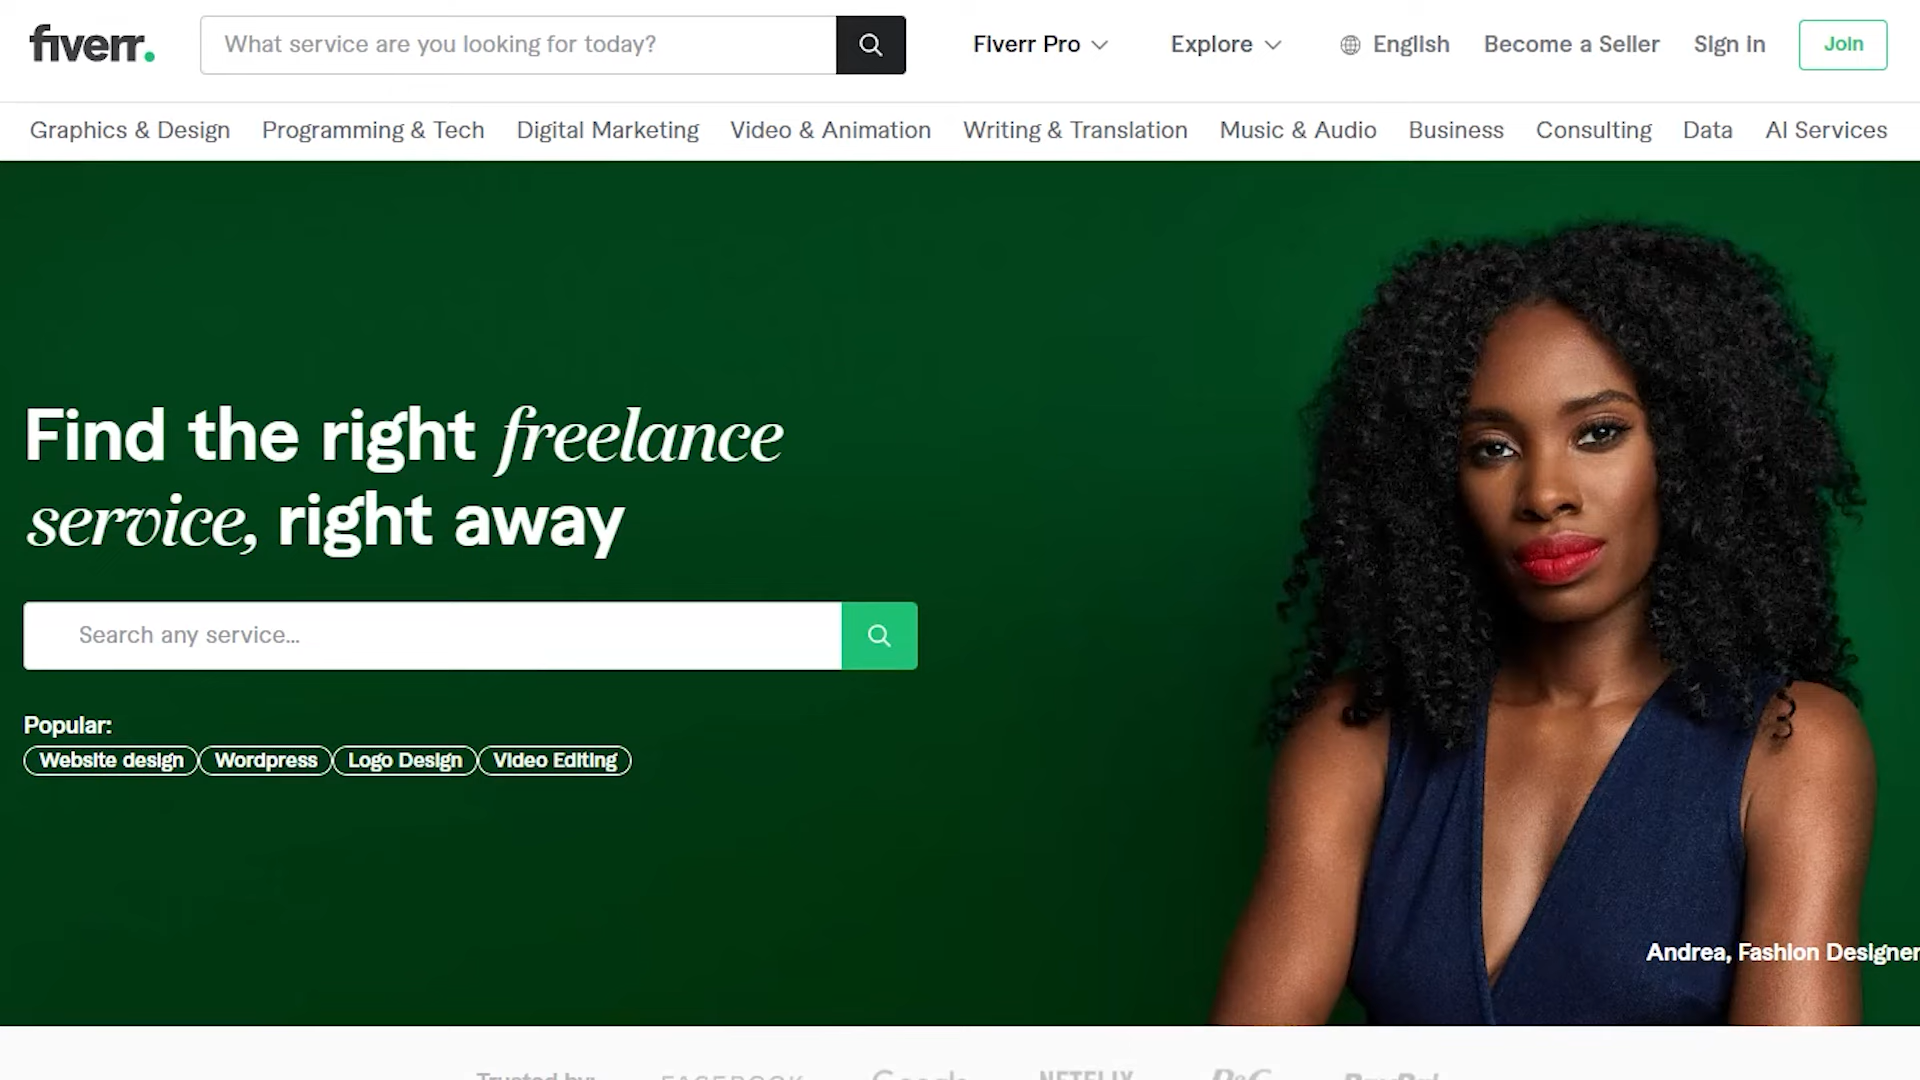 fiverr.
What service are you looking for today?
Fiverr Pro
Explore
English
Become a Seller
Sign in
Join
Graphics & Design
Programming & Tech
Digital Marketing
Video & Animation
Writing & Translation
Music & Audio
Business
Consulting
Data
AI Services
Find the right freelance
service, right away
Search any service...
Popular:
Website design
Wordpress
Logo Design
Video Editing
Andrea, Fashion Designer
Trusted by:
FACEBOOK
Google
NETFLIX
P&G
PayPal